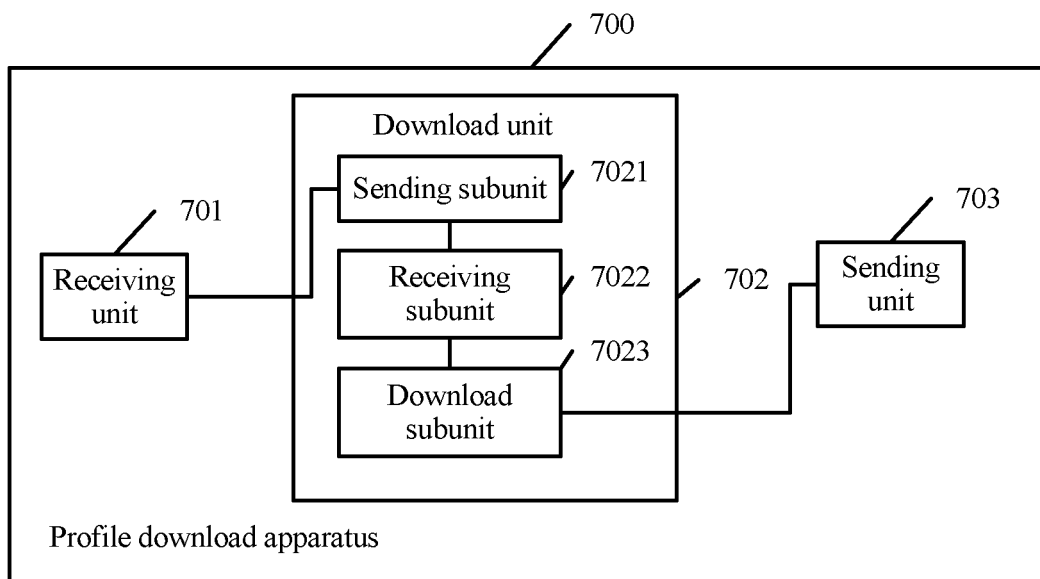 700
Download unit
Sending subunit
7021
701
703
Receiving
unit
Receiving
subunit
7022
702
Sending
unit
7023
Download
subunit
Profile download apparatus